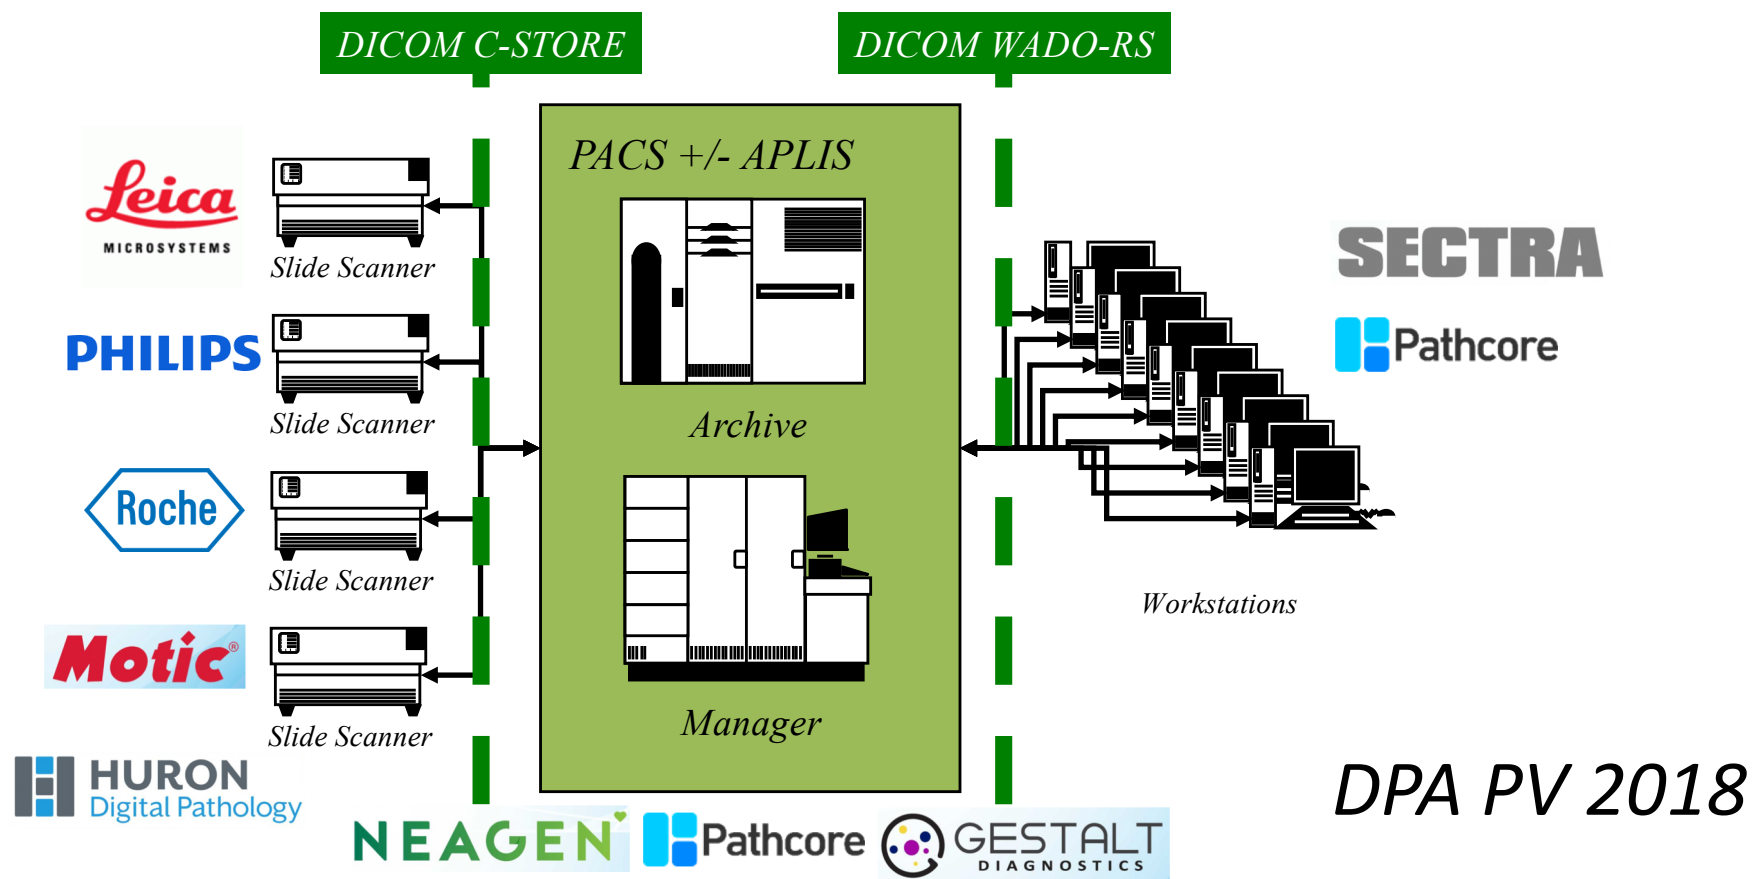 DICOM C-STORE
DICOM WADO-RS
PACS +/- APLIS
Leica
MICROSYSTEMS
Slide Scanner
PHILIPS
Slide Scanner
Roche
Slide Scanner
Motic®
Slide Scanner
HURON
Digital Pathology
Archive
Manager
SECTRA
Pathcore
Workstations
NEAGEN
Pathcore
GESTALT
DIAGNOSTICS
DPA PV 2018